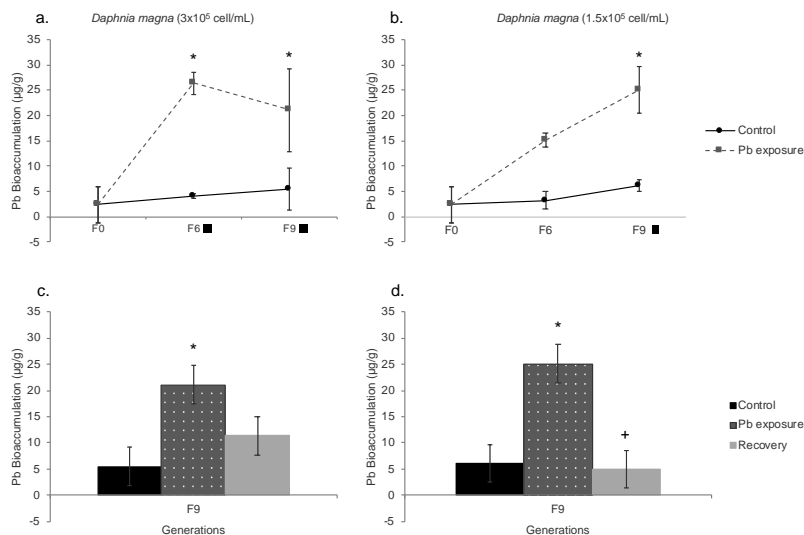 a.
Daphnia magna (3x10⁵ cell/mL)
Pb Bioaccumulation (µg/g)
35
30
25
20
15
10
5
0
-5
*
*
F0
F6 ■
F9 ■
b.
Daphnia magna (1.5x10⁵ cell/mL)
Pb Bioaccumulation (µg/g)
35
30
25
20
15
10
5
0
-5
*
F0
F6
F9 ■
Control
Pb exposure
c.
Pb Bioaccumulation (µg/g)
35
30
25
20
15
10
5
0
-5
*
F9
Generations
d.
Pb Bioaccumulation (µg/g)
35
30
25
20
15
10
5
0
-5
*
+
F9
Generations
Control
Pb exposure
Recovery